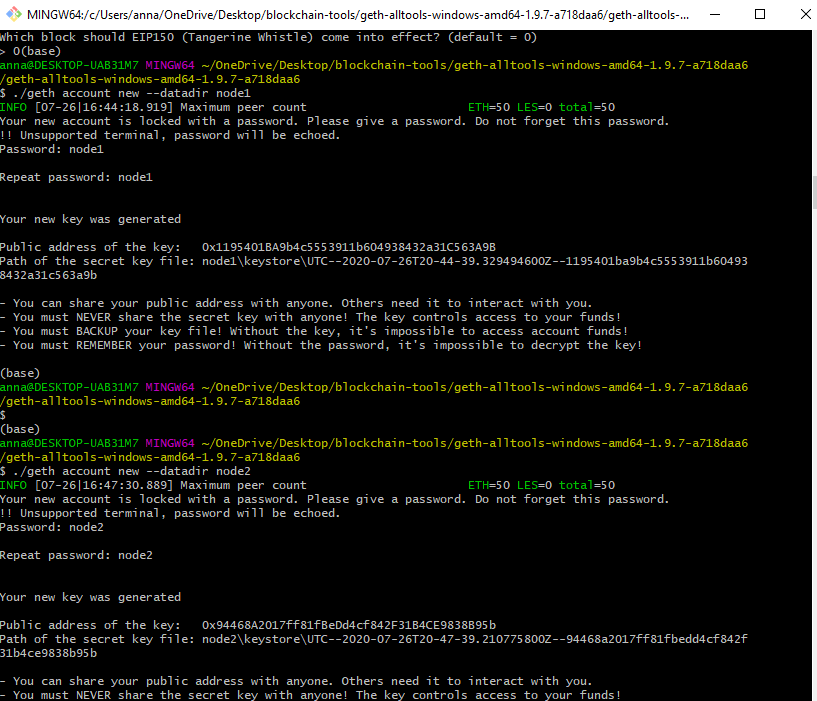 MINGW64:/c/Users/anna/OneDrive/Desktop/blockchain-tools/geth-alltools-windows-amd64-1.9.7-a718daa6/geth-alltools-...
Which block should EIP150 (Tangerine Whistle) come into effect? (default = 0)
> 0(base)
anna@DESKTOP-UAB31M7 MINGW64 ~/OneDrive/Desktop/blockchain-tools/geth-alltools-windows-amd64-1.9.7-a718daa6
/geth-alltools-windows-amd64-1.9.7-a718daa6
$ ./geth account new --datadir node1
INFO [07-26|16:44:18.919] Maximum peer count ETH=50 LES=0 total=50
Your new account is locked with a password. Please give a password. Do not forget this password.
!! Unsupported terminal, password will be echoed.
Password: node1
Repeat password: node1
Your new key was generated
Public address of the key: 0x1195401BA9b4c5553911b604938432a31C563A9B
Path of the secret key file: node1\keystore\UTC--2020-07-26T20-44-39.329494600Z--1195401ba9b4c5553911b60493
8432a31c563a9b
- You can share your public address with anyone. Others need it to interact with you.
- You must NEVER share the secret key with anyone! The key controls access to your funds!
- You must BACKUP your key file! Without the key, it's impossible to access account funds!
- You must REMEMBER your password! Without the password, it's impossible to decrypt the key!
(base)
anna@DESKTOP-UAB31M7 MINGW64 ~/OneDrive/Desktop/blockchain-tools/geth-alltools-windows-amd64-1.9.7-a718daa6
/geth-alltools-windows-amd64-1.9.7-a718daa6
$
(base)
anna@DESKTOP-UAB31M7 MINGW64 ~/OneDrive/Desktop/blockchain-tools/geth-alltools-windows-amd64-1.9.7-a718daa6
/geth-alltools-windows-amd64-1.9.7-a718daa6
$ ./geth account new --datadir node2
INFO [07-26|16:47:30.889] Maximum peer count ETH=50 LES=0 total=50
Your new account is locked with a password. Please give a password. Do not forget this password.
!! Unsupported terminal, password will be echoed.
Password: node2
Repeat password: node2
Your new key was generated
Public address of the key: 0x94468A2017ff81fBeDd4cf842F31B4CE9838B95b
Path of the secret key file: node2\keystore\UTC--2020-07-26T20-47-39.210775800Z--94468a2017ff81fbedd4cf842f
31b4ce9838b95b
- You can share your public address with anyone. Others need it to interact with you.
- You must NEVER share the secret key with anyone! The key controls access to your funds!